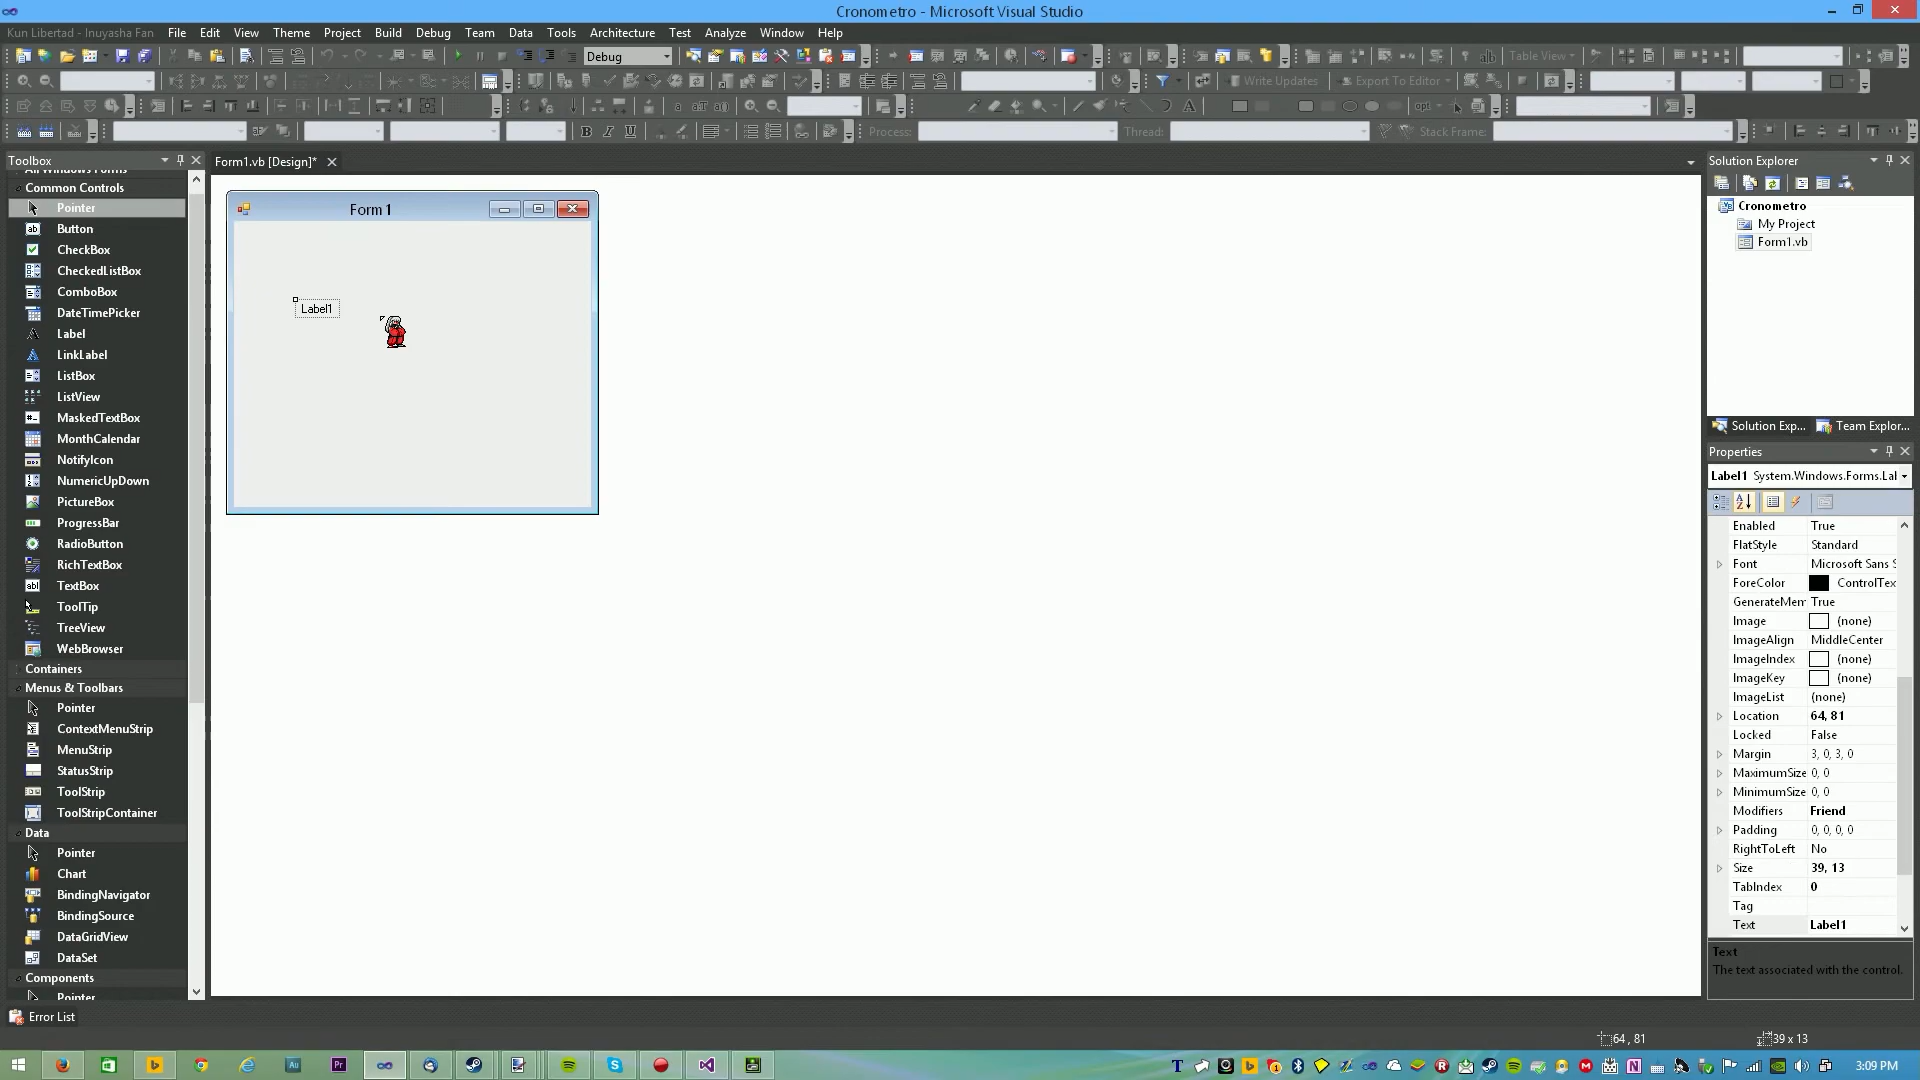 Cronometro - Microsoft Visual Studio
Kun Libertad - Inuyasha Fan File Edit View Theme Project Build Debug Team Data Tools Architecture Test Analyze Window Help
Debug Table View
Write Updates Export To Editor
opt
B I U Process: Thread: Stack Frame:
Toolbox
Form1.vb [Design]*
All Windows Forms
Common Controls
Pointer
Button
CheckBox
CheckedListBox
ComboBox
DateTimePicker
Label
LinkLabel
ListBox
ListView
MaskedTextBox
MonthCalendar
NotifyIcon
NumericUpDown
PictureBox
ProgressBar
RadioButton
RichTextBox
TextBox
ToolTip
TreeView
WebBrowser
Containers
Menus & Toolbars
Pointer
ContextMenuStrip
MenuStrip
StatusStrip
ToolStrip
ToolStripContainer
Data
Pointer
Chart
BindingNavigator
BindingSource
DataGridView
DataSet
Components
Pointer
Form1
Label1
Solution Explorer
Cronometro
My Project
Form1.vb
Solution Exp... Team Explor...
Properties
Label1 System.Windows.Forms.Lal
Enabled True
FlatStyle Standard
Font Microsoft Sans S
ForeColor ControlTex
GenerateMem True
Image (none)
ImageAlign MiddleCenter
ImageIndex (none)
ImageKey (none)
ImageList (none)
Location 64, 81
Locked False
Margin 3, 0, 3, 0
MaximumSize 0, 0
MinimumSize 0, 0
Modifiers Friend
Padding 0, 0, 0, 0
RightToLeft No
Size 39, 13
TabIndex 0
Tag
Text Label1
Text
The text associated with the control.
Error List
64 , 81 39 x 13
3:09 PM